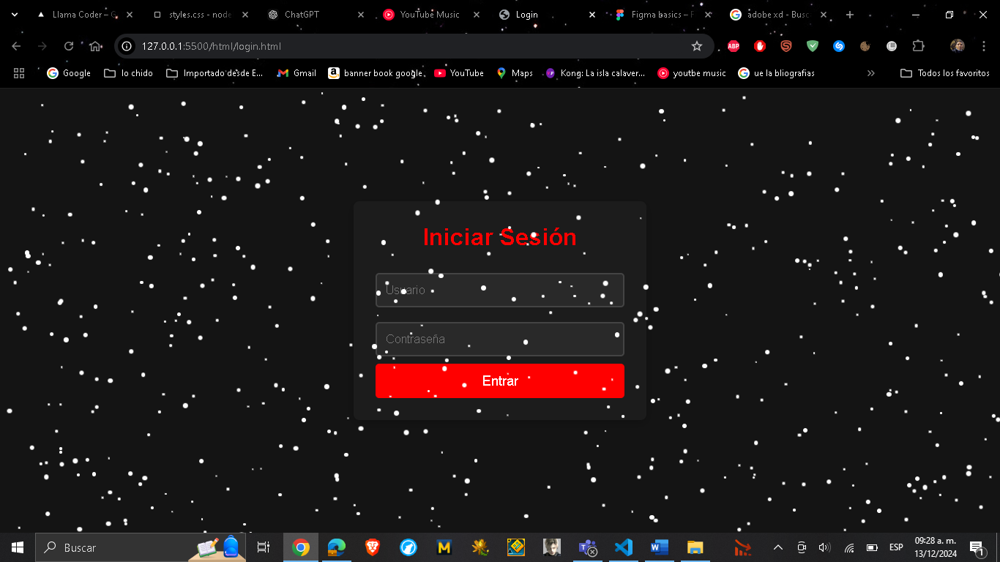 Llama Coder – G
styles.css - node
ChatGPT
YouTube Music
Login
Figma basics – F
adobe xd - Busc
127.0.0.1:5500/html/login.html
ABP
Google
lo chido
Importado desde E...
Gmail
banner book google
YouTube
Maps
Kong: La isla calaver...
youtbe music
ue la bliografias
Todos los favoritos
Iniciar Sesión
Usuario
Contraseña
Entrar
Buscar
ESP
09:28 a. m.
13/12/2024
1